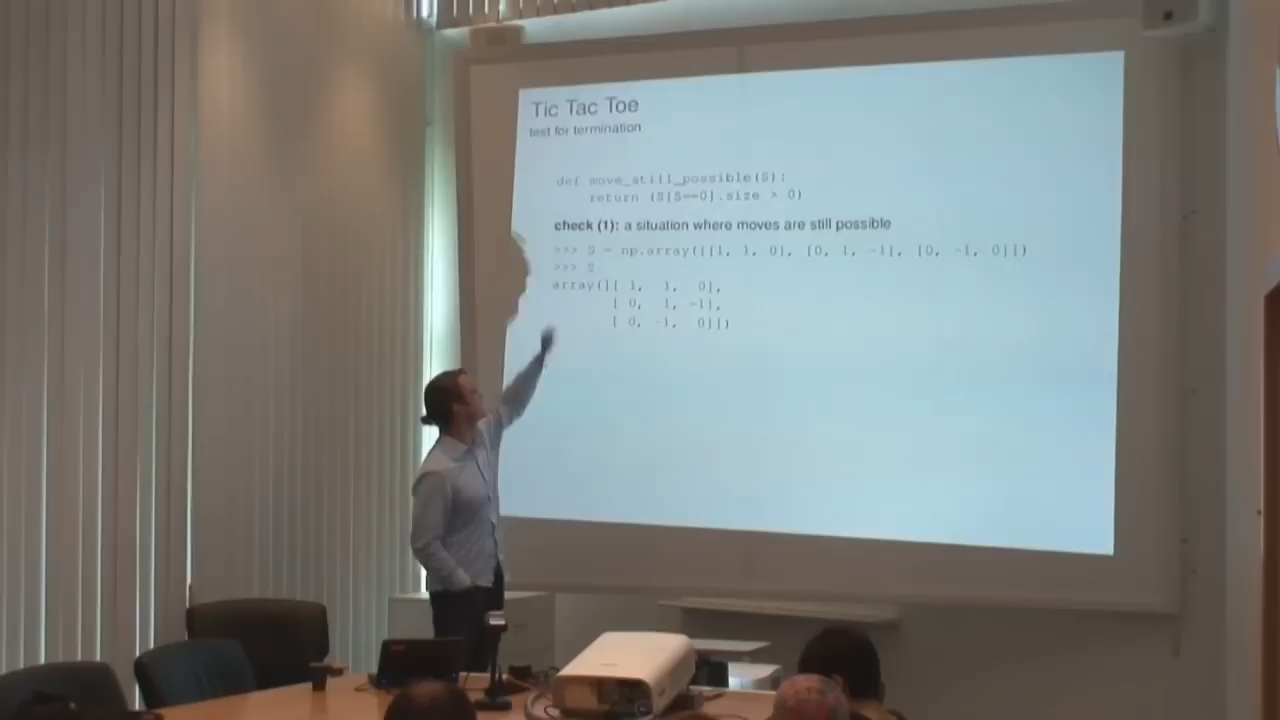 Tic Tac Toe
test for termination
def move_still_possible(S):
return (S[S==0].size > 0)
check (1): a situation where moves are still possible
>>> S = np.array([[1, 1, 0], [0, 1, -1], [0, -1, 0]])
>>> S
array([[ 1, 1, 0],
[ 0, 1, -1],
[ 0, -1, 0]])